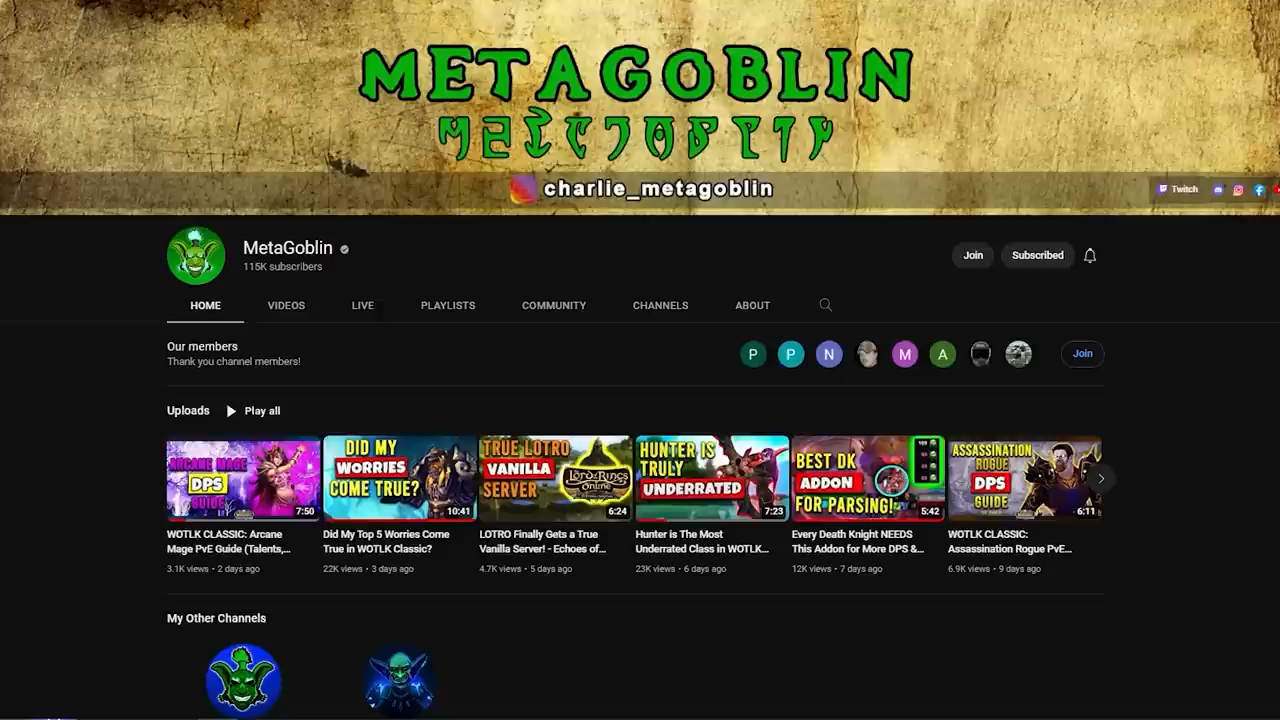 METAGOBLIN
charlie_metagoblin
Twitch
MetaGoblin
115K subscribers
Join
Subscribed
HOME
VIDEOS
LIVE
PLAYLISTS
COMMUNITY
CHANNELS
ABOUT
Our members
Thank you channel members!
P
P
N
M
A
Join
Uploads
Play all
ARCANE MAGE
DPS
GUIDE
7:50
DID MY
WORRIES
COME TRUE?
10:41
TRUE LOTRO
VANILLA
SERVER
6:24
HUNTER IS
TRULY
UNDERRATED
7:23
BEST DK
ADDON
FOR PARSING!
5:42
ASSASSINATION
ROGUE
DPS
GUIDE
6:11
WOTLK CLASSIC: Arcane
Mage PvE Guide (Talents,...
3.1K views • 2 days ago
Did My Top 5 Worries Come
True in WOTLK Classic?
22K views • 3 days ago
LOTRO Finally Gets a True
Vanilla Server! - Echoes of...
4.7K views • 5 days ago
Hunter is The Most
Underrated Class in WOTLK...
23K views • 6 days ago
Every Death Knight NEEDS
This Addon for More DPS &...
12K views • 7 days ago
WOTLK CLASSIC:
Assassination Rogue PvE...
6.9K views • 9 days ago
My Other Channels